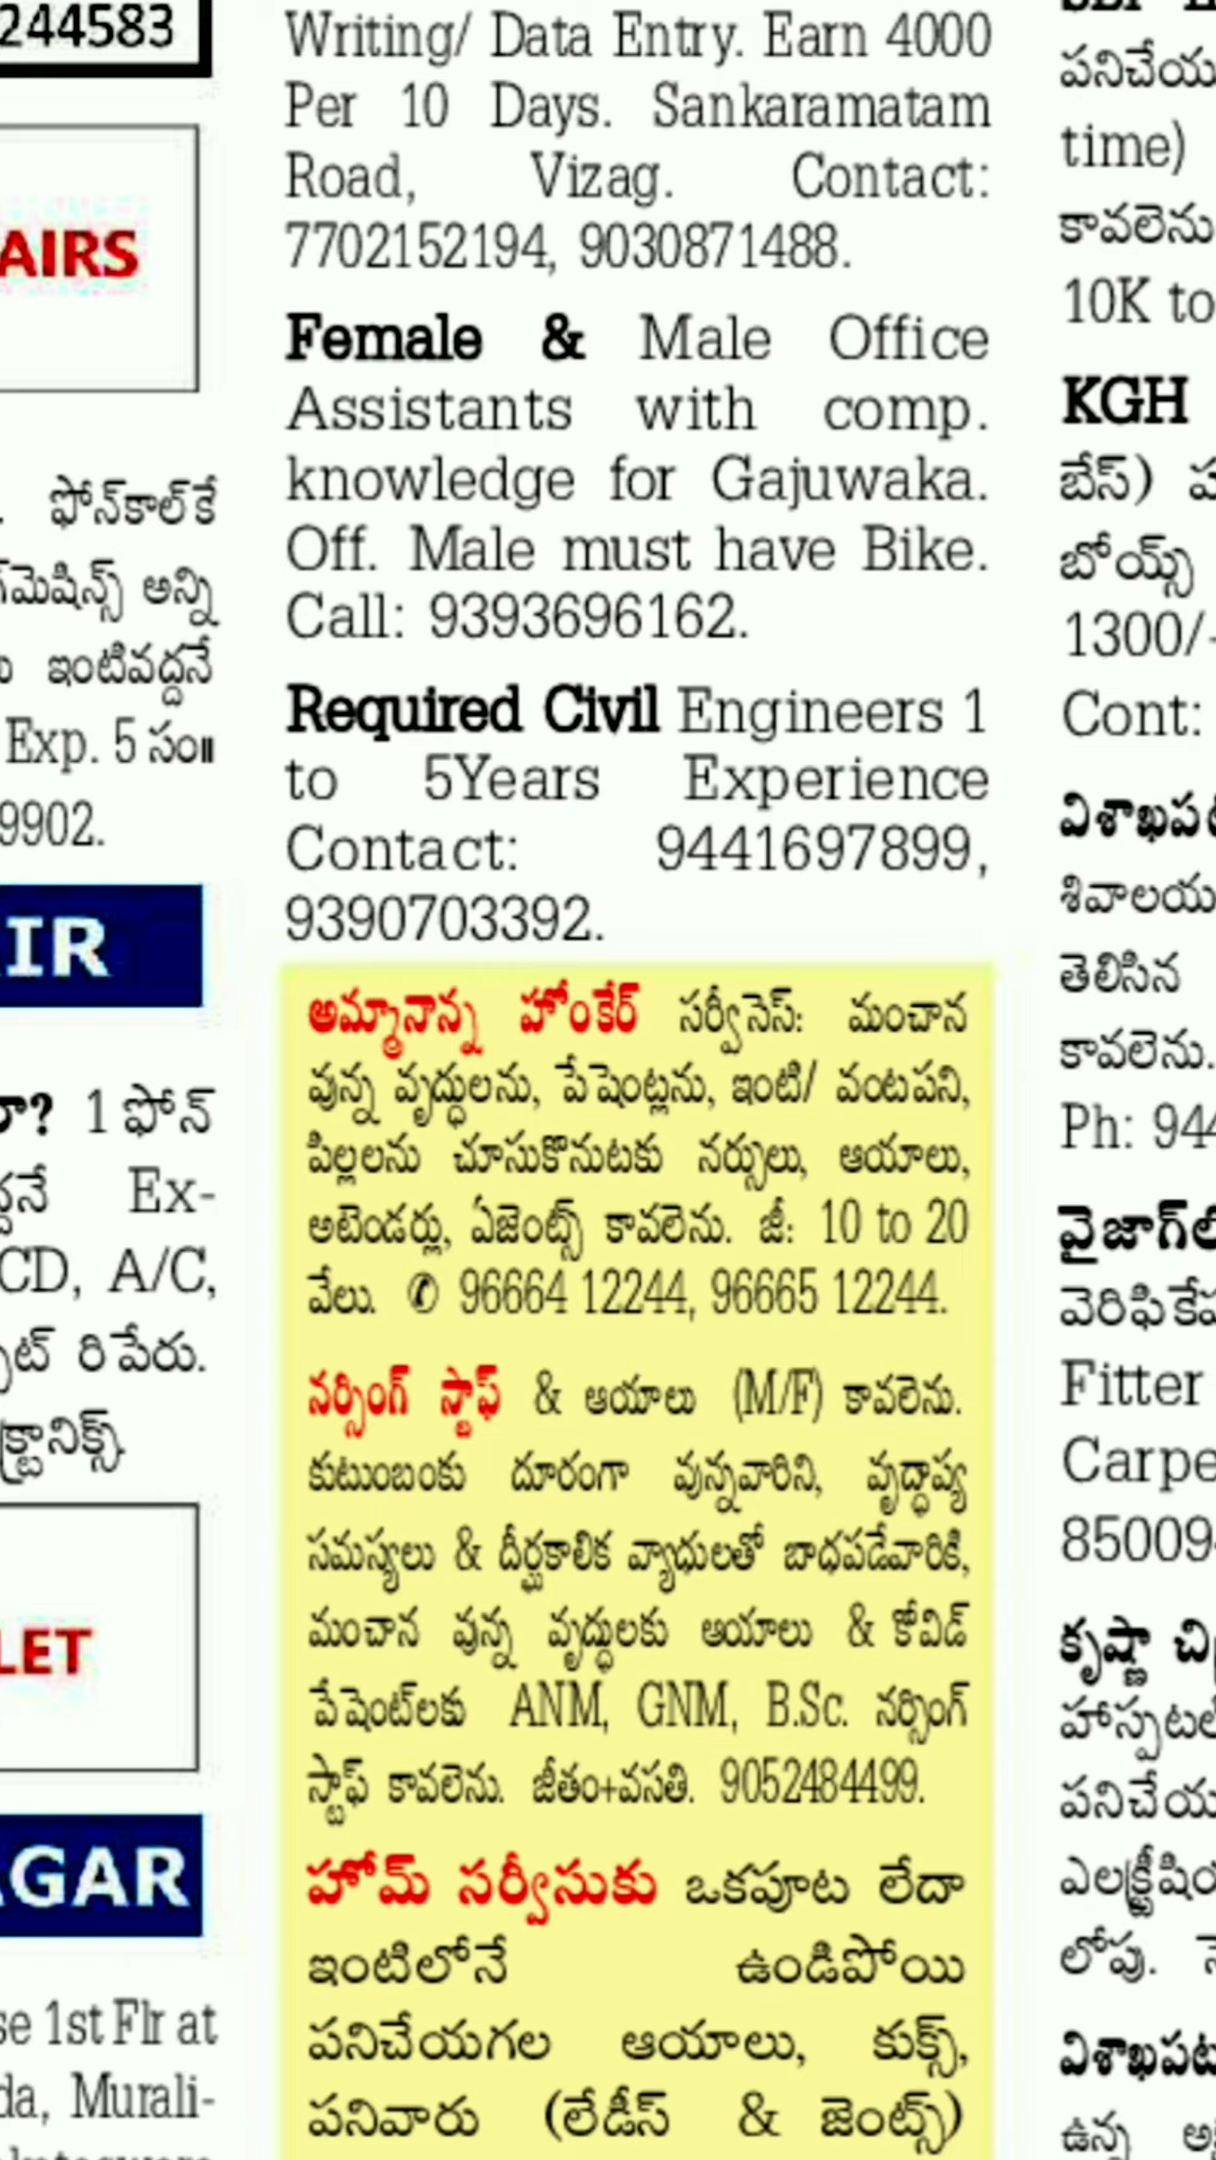 244583
AIRS
ఫోన్‌కాల్‌కే
మెషిన్స్ అన్ని
ఇంటివద్దనే
Exp. 5 సం॥
9902.
IR
1 ఫోన్
Ex-
CD, A/C,
రిపేరు.
LET
AGAR
se 1st Flr at
da, Murali-
Writing/ Data Entry. Earn 4000
Per 10 Days. Sankaramatam
Road, Vizag. Contact:
7702152194, 9030871488.
Female & Male Office
Assistants with comp.
knowledge for Gajuwaka.
Off. Male must have Bike.
Call: 9393696162.
Required Civil Engineers 1
to 5Years Experience
Contact: 9441697899,
9390703392.
అమ్మానాన్న హోంకేర్ సర్వీసెస్: మంచాన
వున్న వృద్ధులను, పేషెంట్లను, ఇంటి/ వంటపని,
పిల్లలను చూసుకొనుటకు నర్సులు, ఆయాలు,
అటెండర్లు, ఏజెంట్స్ కావలెను. జీ: 10 to 20
వేలు. ✆ 96664 12244, 96665 12244.
నర్సింగ్ స్టాఫ్ & ఆయాలు (M/F) కావలెను.
కుటుంబంకు దూరంగా వున్నవారిని, వృద్ధాప్య
సమస్యలు & దీర్ఘకాలిక వ్యాధులతో బాధపడేవారికి,
మంచాన వున్న వృద్ధులకు ఆయాలు & కోవిడ్
పేషెంట్‌లకు ANM, GNM, B.Sc. నర్సింగ్
స్టాఫ్ కావలెను. జీతం+వసతి. 9052484499.
హోమ్ సర్వీసుకు ఒకపూట లేదా
ఇంటిలోనే ఉండిపోయి
పనిచేయగల ఆయాలు, కుక్స్,
పనివారు (లేడీస్ & జెంట్స్)
పనిచేయ
time)
కావలెను
10K to
KGH
బేస్)
బోయ్స్
1300/-
Cont:
విశాఖప
శివాలయ
తెలిసిన
కావలెను.
Ph: 944
వైజాగ్‌లో
వెరిఫికే
Fitter
Carpe
85009
కృష్ణా
హాస్పటల్
పనిచేయ
ఎలక్ట్రీషి
లోపు.
విశాఖపట
ఉన్న